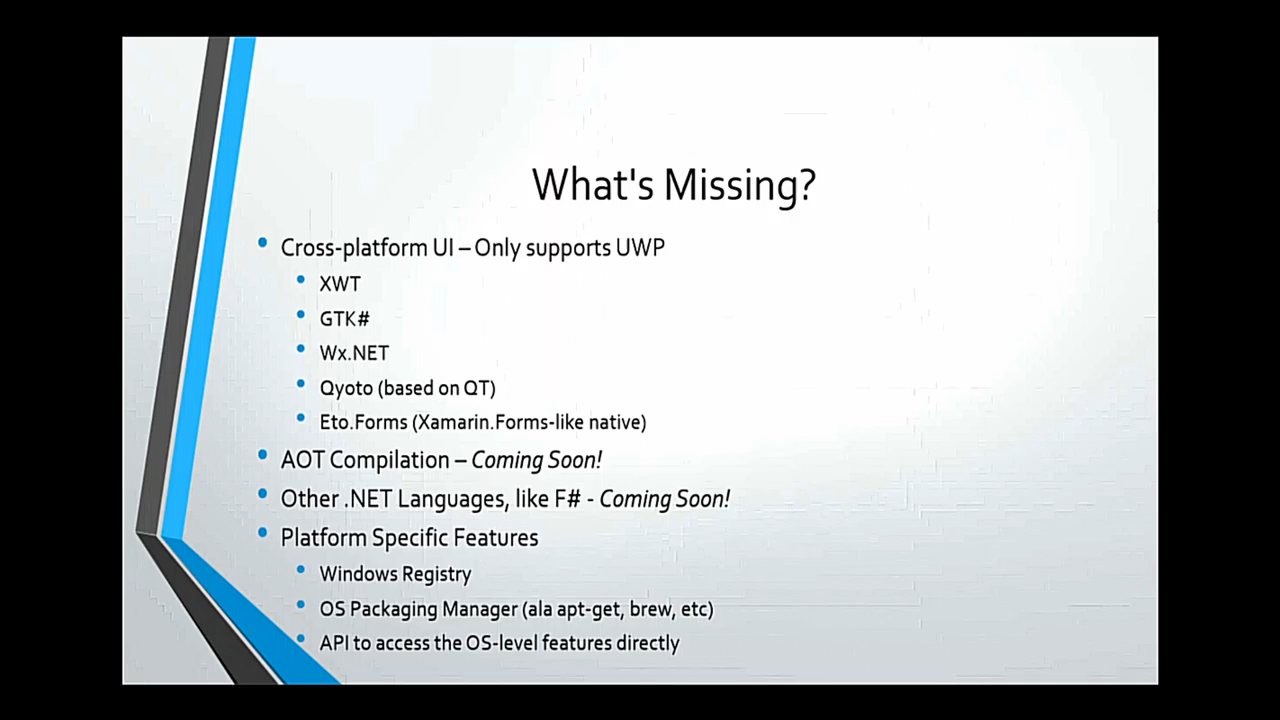 What's Missing?
Cross-platform UI – Only supports UWP
XWT
GTK#
Wx.NET
Qyoto (based on QT)
Eto.Forms (Xamarin.Forms-like native)
AOT Compilation – Coming Soon!
Other .NET Languages, like F# - Coming Soon!
Platform Specific Features
Windows Registry
OS Packaging Manager (ala apt-get, brew, etc)
API to access the OS-level features directly